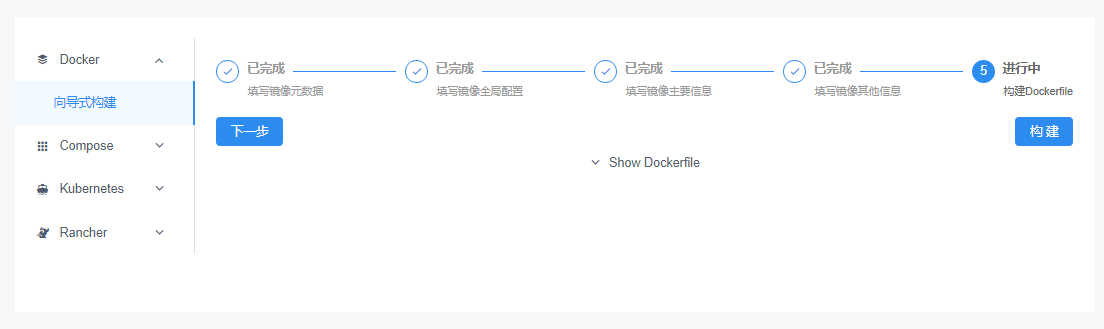 Docker
向导式构建
Compose
Kubernetes
Rancher
已完成 已完成 已完成 已完成 5 进行中
填写镜像元数据 填写镜像全局配置 填写镜像主要信息 填写镜像其他信息 构建Dockerfile
下一步 构 建
Show Dockerfile